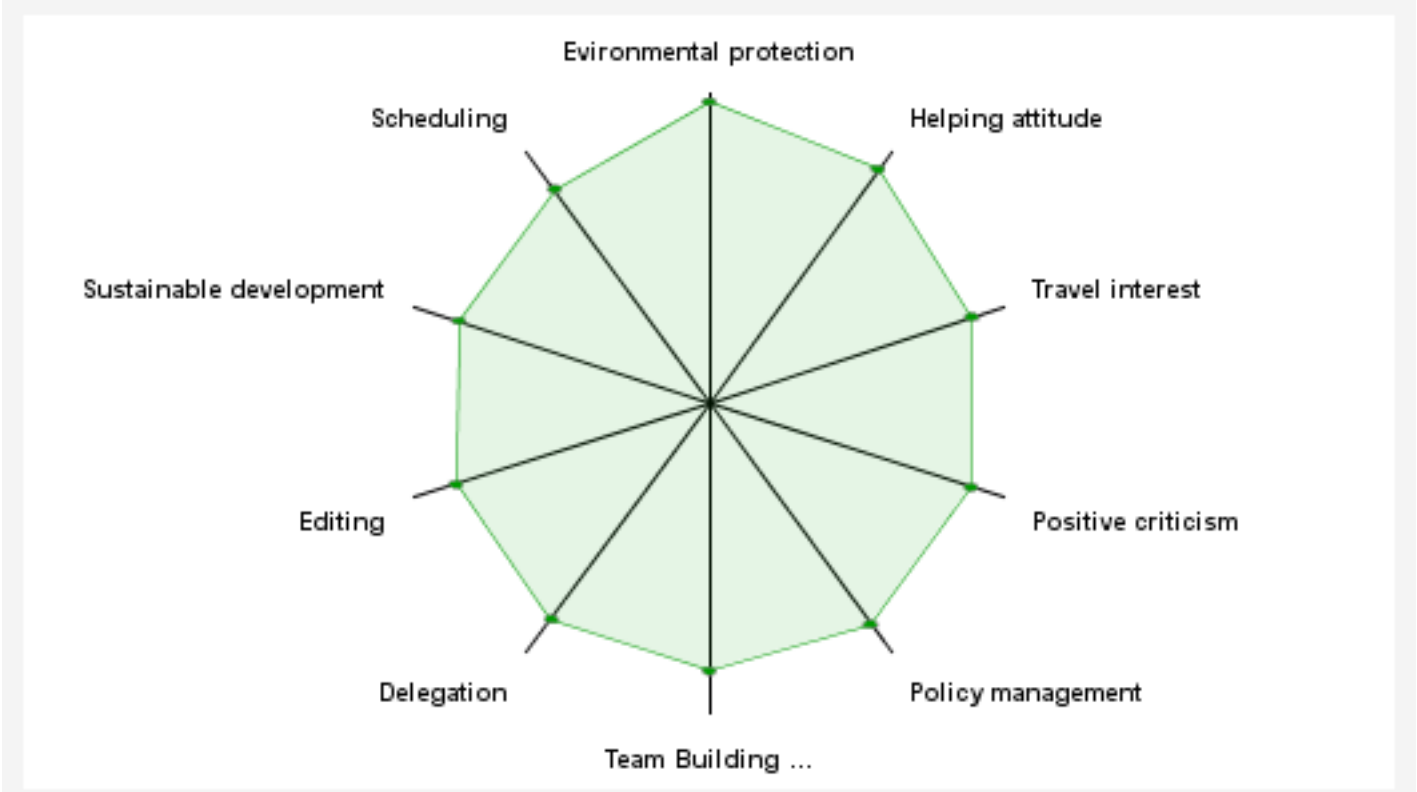 Evironmental protection
Scheduling
Helping attitude
Sustainable development
Travel interest
Editing
Positive criticism
Delegation
Policy management
Team Building ...